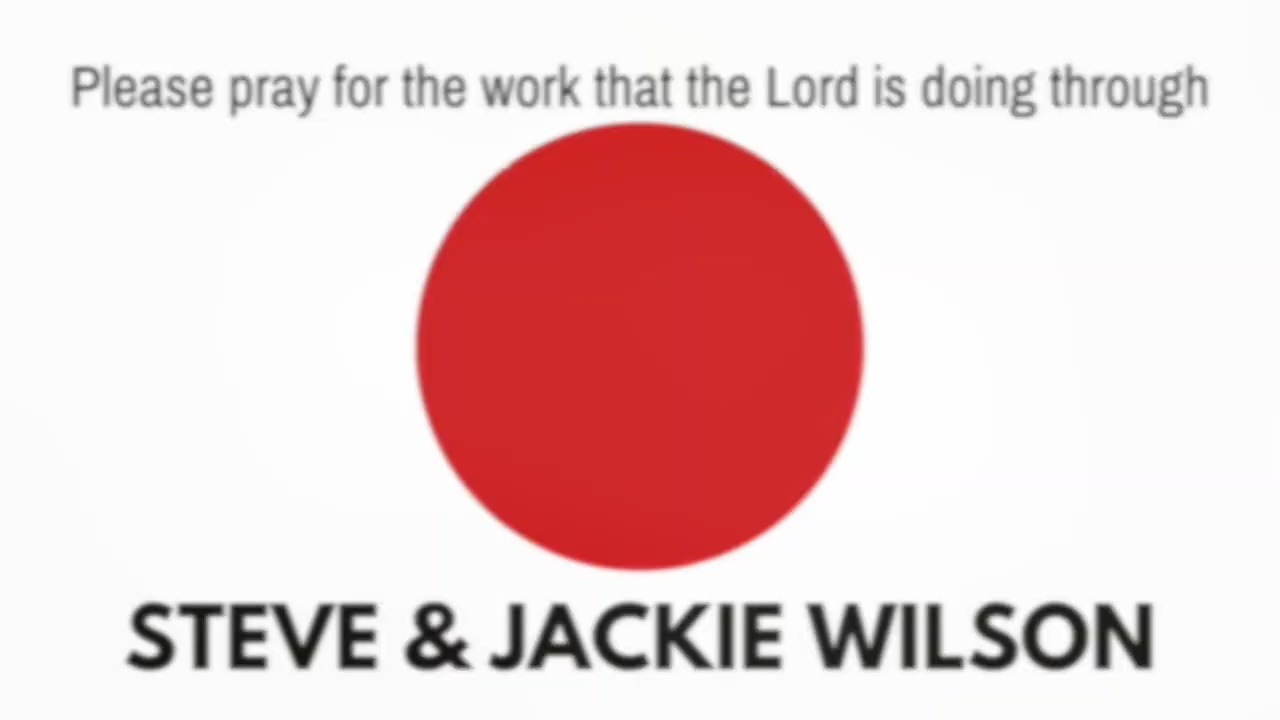 Please pray for the work that the Lord is doing through
STEVE & JACKIE WILSON